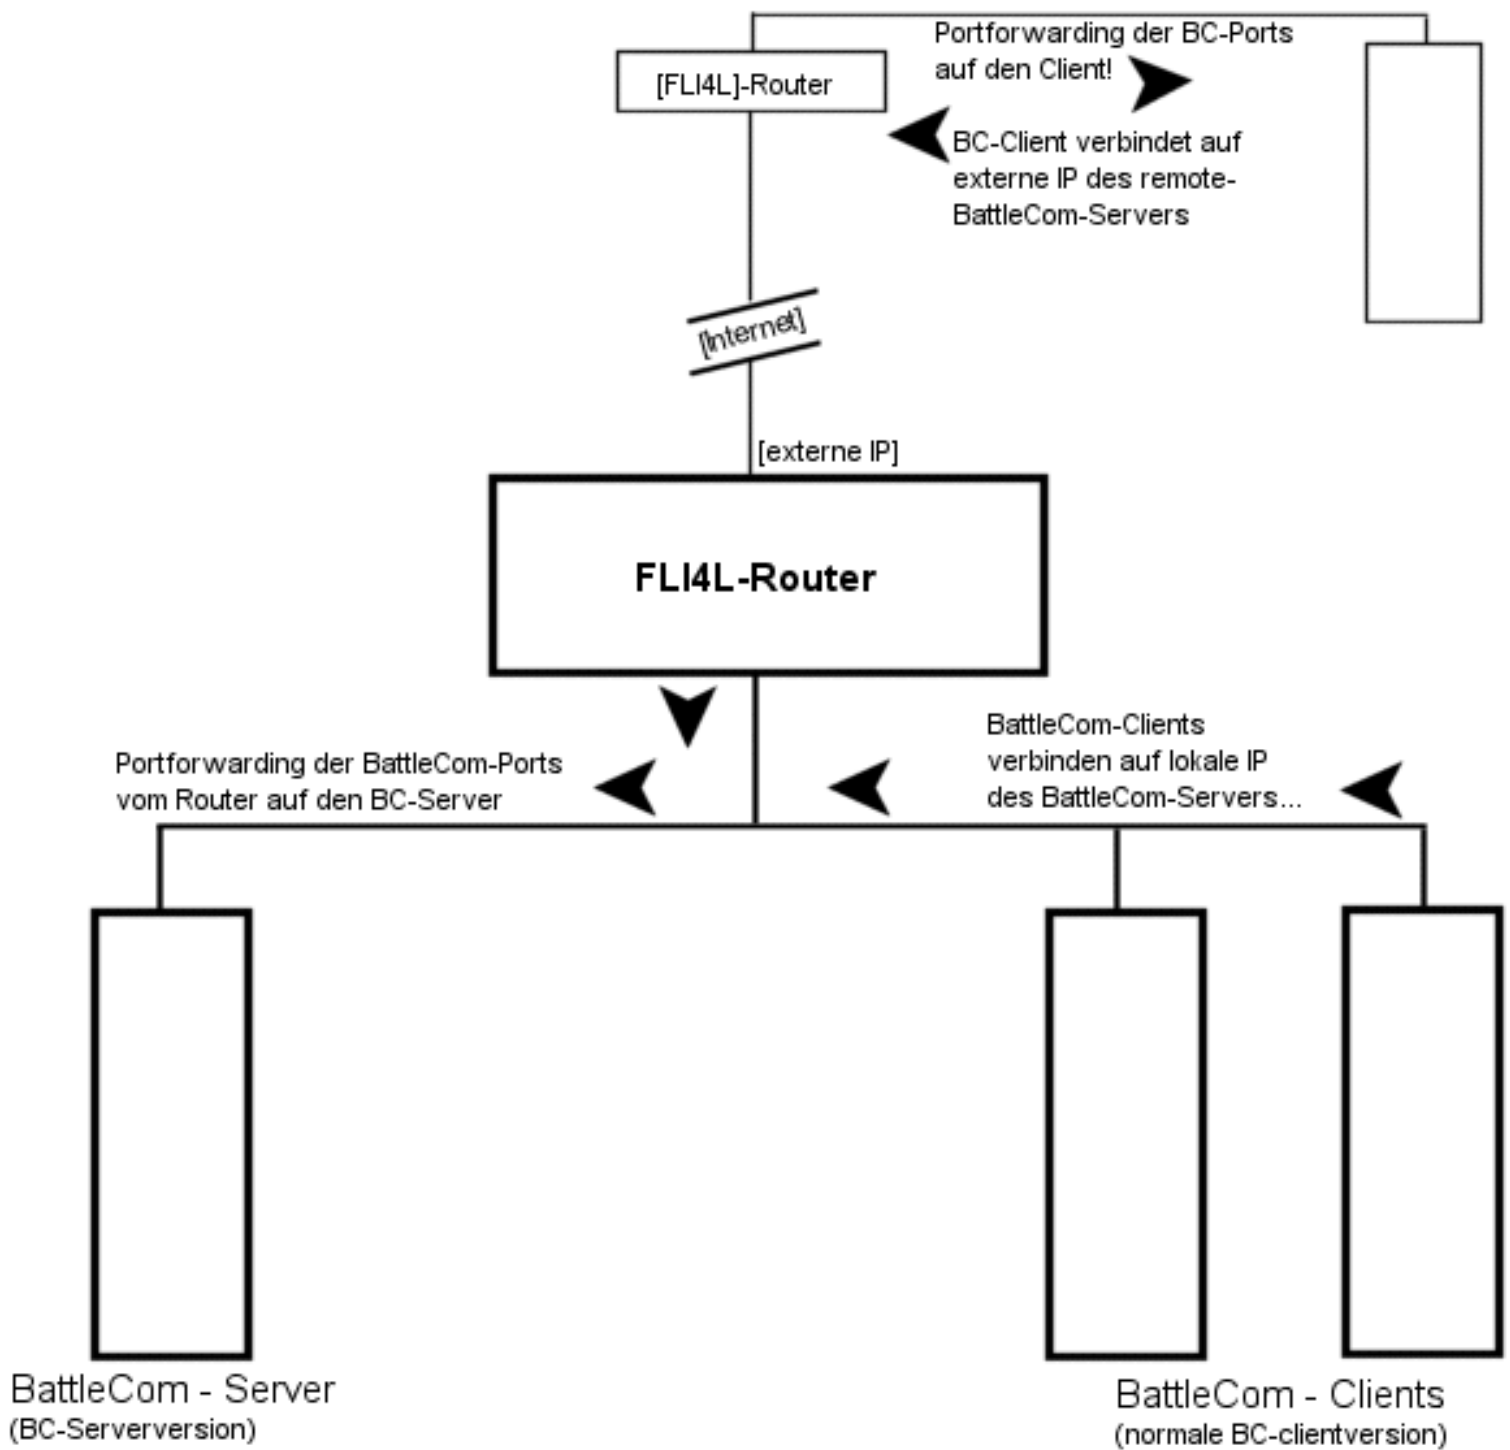 Portforwarding der BC-Ports
auf den Client!
[FLI4L]-Router
BC-Client verbindet auf
externe IP des remote-
BattleCom-Servers
[Internet]
[externe IP]
FLI4L-Router
BattleCom-Clients
verbinden auf lokale IP
des BattleCom-Servers...
Portforwarding der BattleCom-Ports
vom Router auf den BC-Server
BattleCom - Server
(BC-Serverversion)
BattleCom - Clients
(normale BC-clientversion)